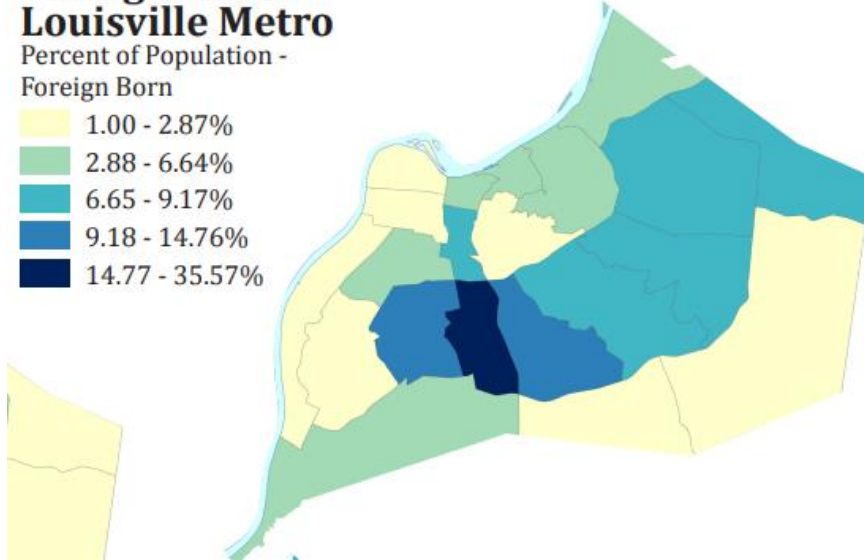 Louisville Metro
Percent of Population -
Foreign Born
1.00 - 2.87%
2.88 - 6.64%
6.65 - 9.17%
9.18 - 14.76%
14.77 - 35.57%